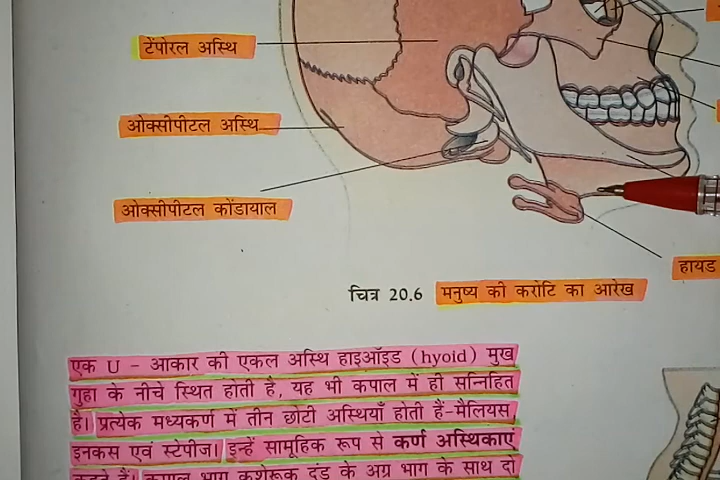 टेंपोरल अस्थि
ओक्सीपीटल अस्थि
ओक्सीपीटल कोंडायाल
हायड
चित्र 20.6 मनुष्य की करोटि का आरेख
एक U - आकार की एकल अस्थि हाइऑइड (hyoid) मुख
गुहा के नीचे स्थित होती है, यह भी कपाल में ही सन्निहित
है। प्रत्येक मध्यकर्ण में तीन छोटी अस्थियाँ होती हैं-मैलियस
इनकस एवं स्टेपीज। इन्हें सामूहिक रूप से कर्ण अस्थिकाएं
कहते हैं। कपाल भाग कशेरूक दंड के अग्र भाग के साथ दो